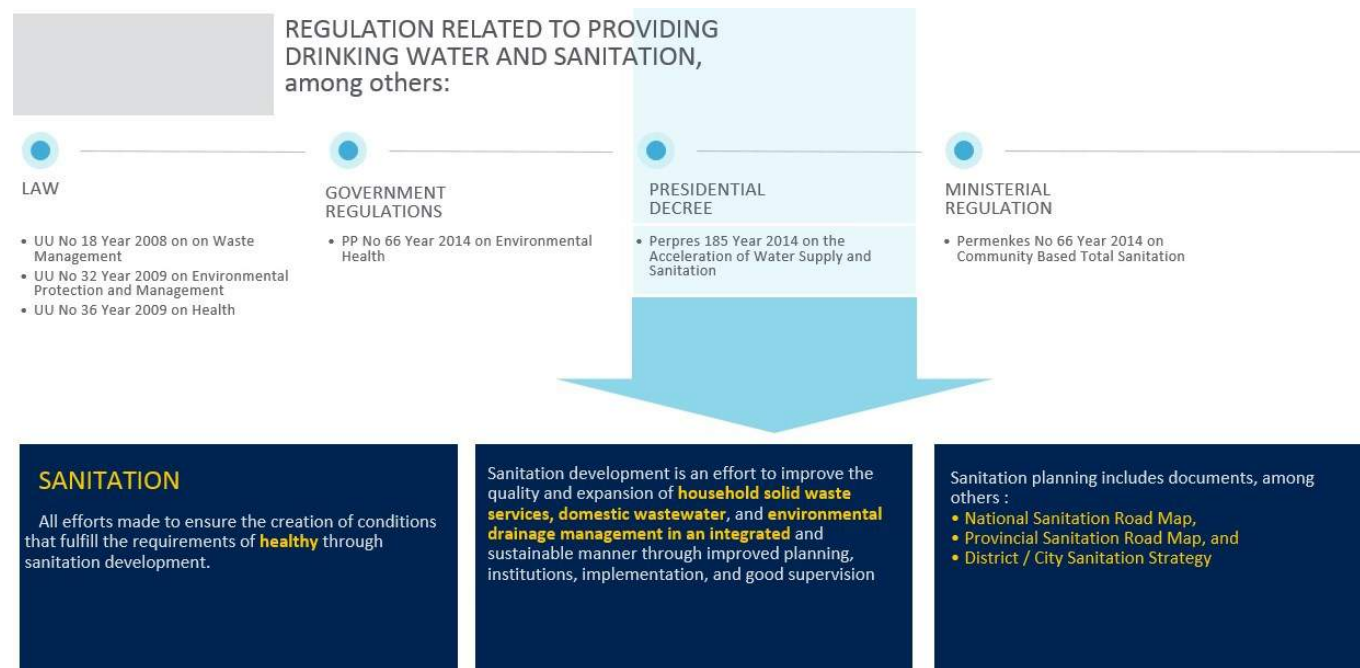 REGULATION RELATED TO PROVIDING
DRINKING WATER AND SANITATION,
among others:
LAW
• UU No 18 Year 2008 on on Waste
Management
• UU No 32 Year 2009 on Environmental
Protection and Management
• UU No 36 Year 2009 on Health
GOVERNMENT
REGULATIONS
• PP No 66 Year 2014 on Environmental
Health
PRESIDENTIAL
DECREE
• Perpres 185 Year 2014 on the
Acceleration of Water Supply and
Sanitation
MINISTERIAL
REGULATION
• Permenkes No 66 Year 2014 on
Community Based Total Sanitation
SANITATION
All efforts made to ensure the creation of conditions
that fulfill the requirements of healthy through
sanitation development.
Sanitation development is an effort to improve the
quality and expansion of household solid waste
services, domestic wastewater, and environmental
drainage management in an integrated and
sustainable manner through improved planning,
institutions, implementation, and good supervision
Sanitation planning includes documents, among
others :
• National Sanitation Road Map,
• Provincial Sanitation Road Map, and
• District / City Sanitation Strategy